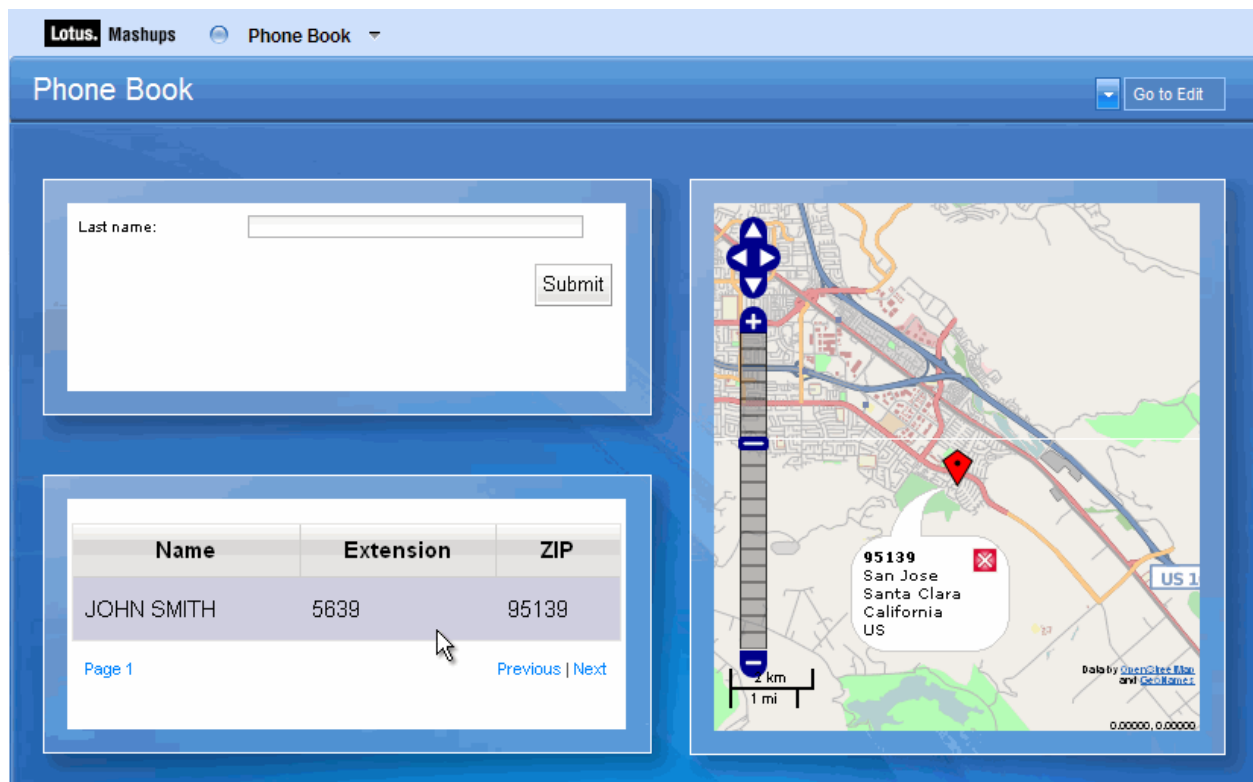 Lotus. Mashups Phone Book
Phone Book
Go to Edit
Last name:
Submit
Name Extension ZIP
JOHN SMITH 5639 95139
Page 1 Previous | Next
95139
San Jose
Santa Clara
California
US
US 1
2 km
1 mi
Data by OpenStreetMap
and GeoNames
0.00000, 0.00000